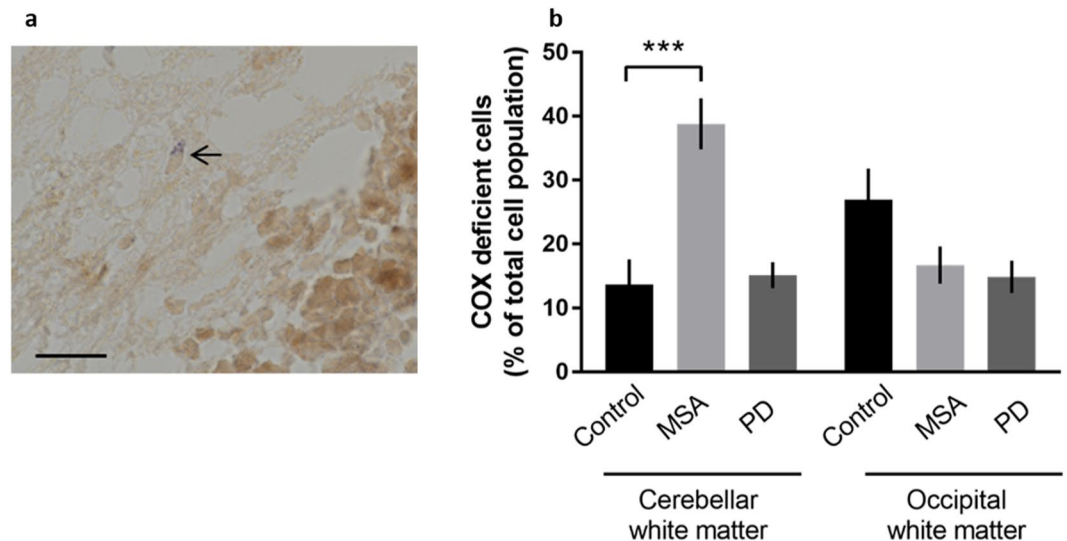 a
b
COX deficient cells
(% of total cell population)
50
40
30
20
10
0
***
Control
MSA
PD
Control
MSA
PD
Cerebellar
white matter
Occipital
white matter